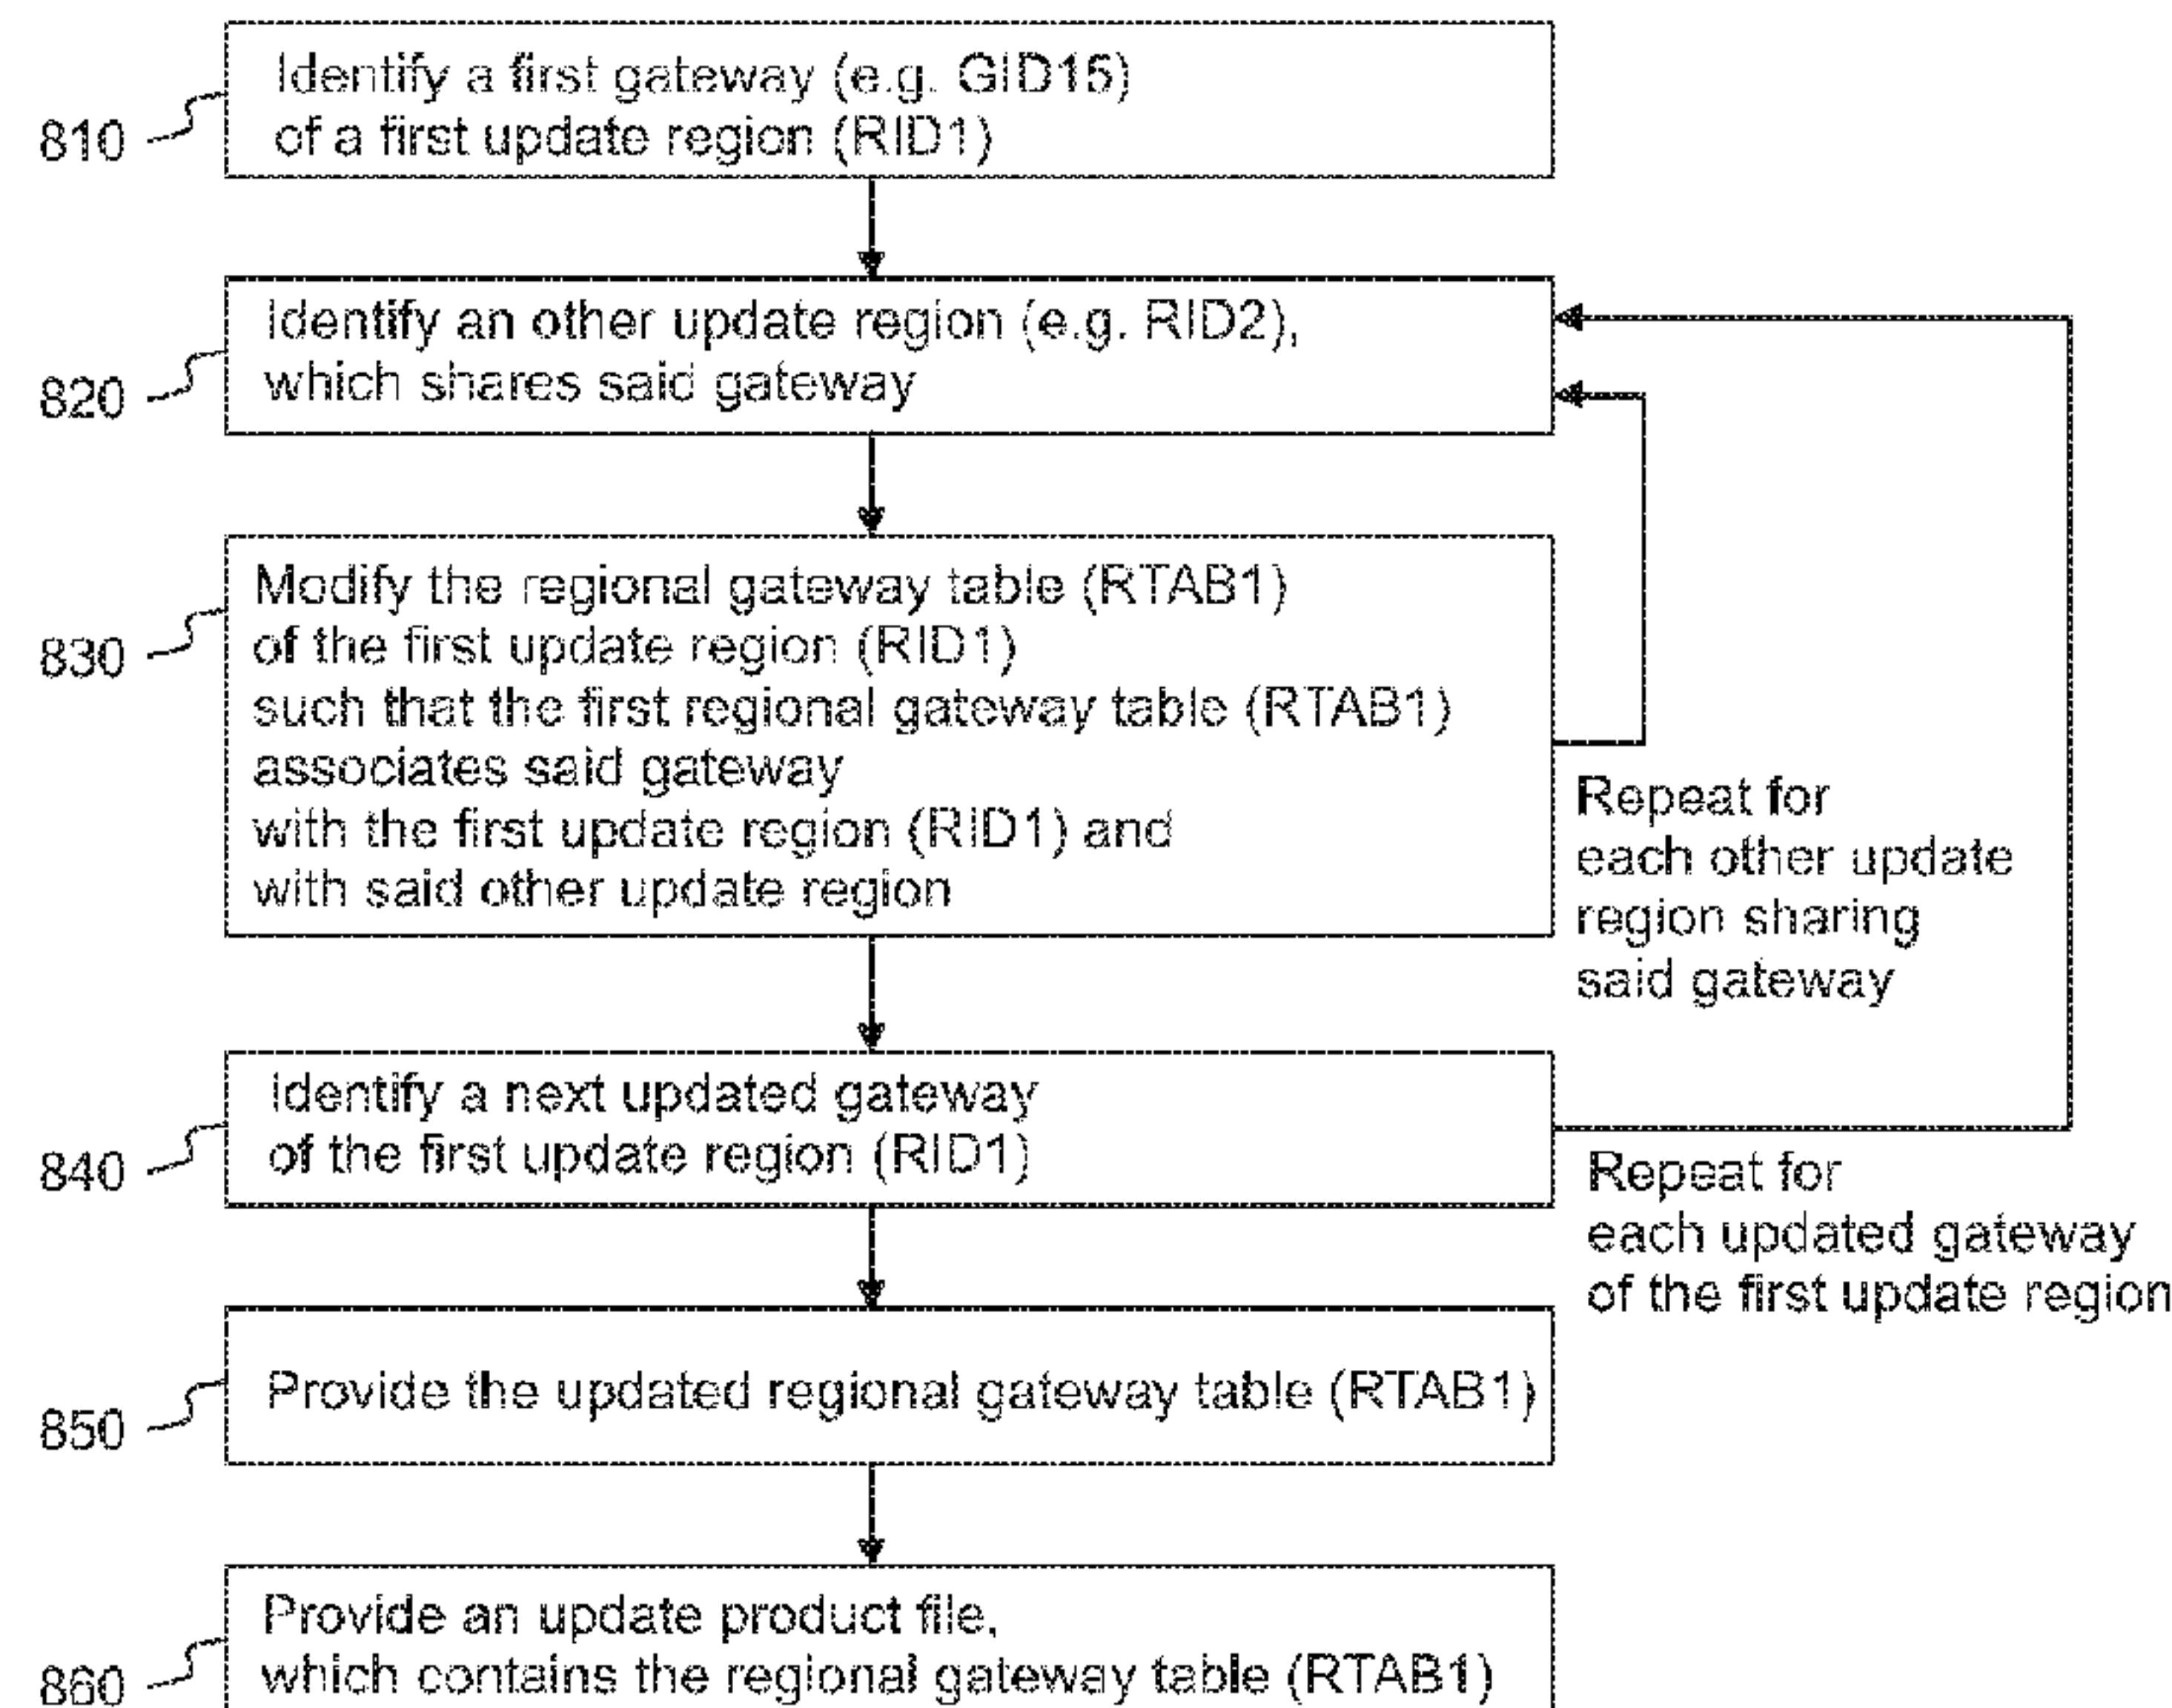 Identify a first gateway (e.g. GID15)
of a first update region (RID1)
810
Identify an other update region (e.g. RID2),
which shares said gateway
820
Modify the regional gateway table (RTAB1)
of the first update region (RID1)
such that the first regional gateway table (RTAB1)
associates said gateway
with the first update region (RID1) and
with said other update region
830
Repeat for
each other update
region sharing
said gateway
Identify a next updated gateway
of the first update region (RID1)
840
Repeat for
each updated gateway
of the first update region
Provide the updated regional gateway table (RTAB1)
850
Provide an update product file,
which contains the regional gateway table (RTAB1)
860